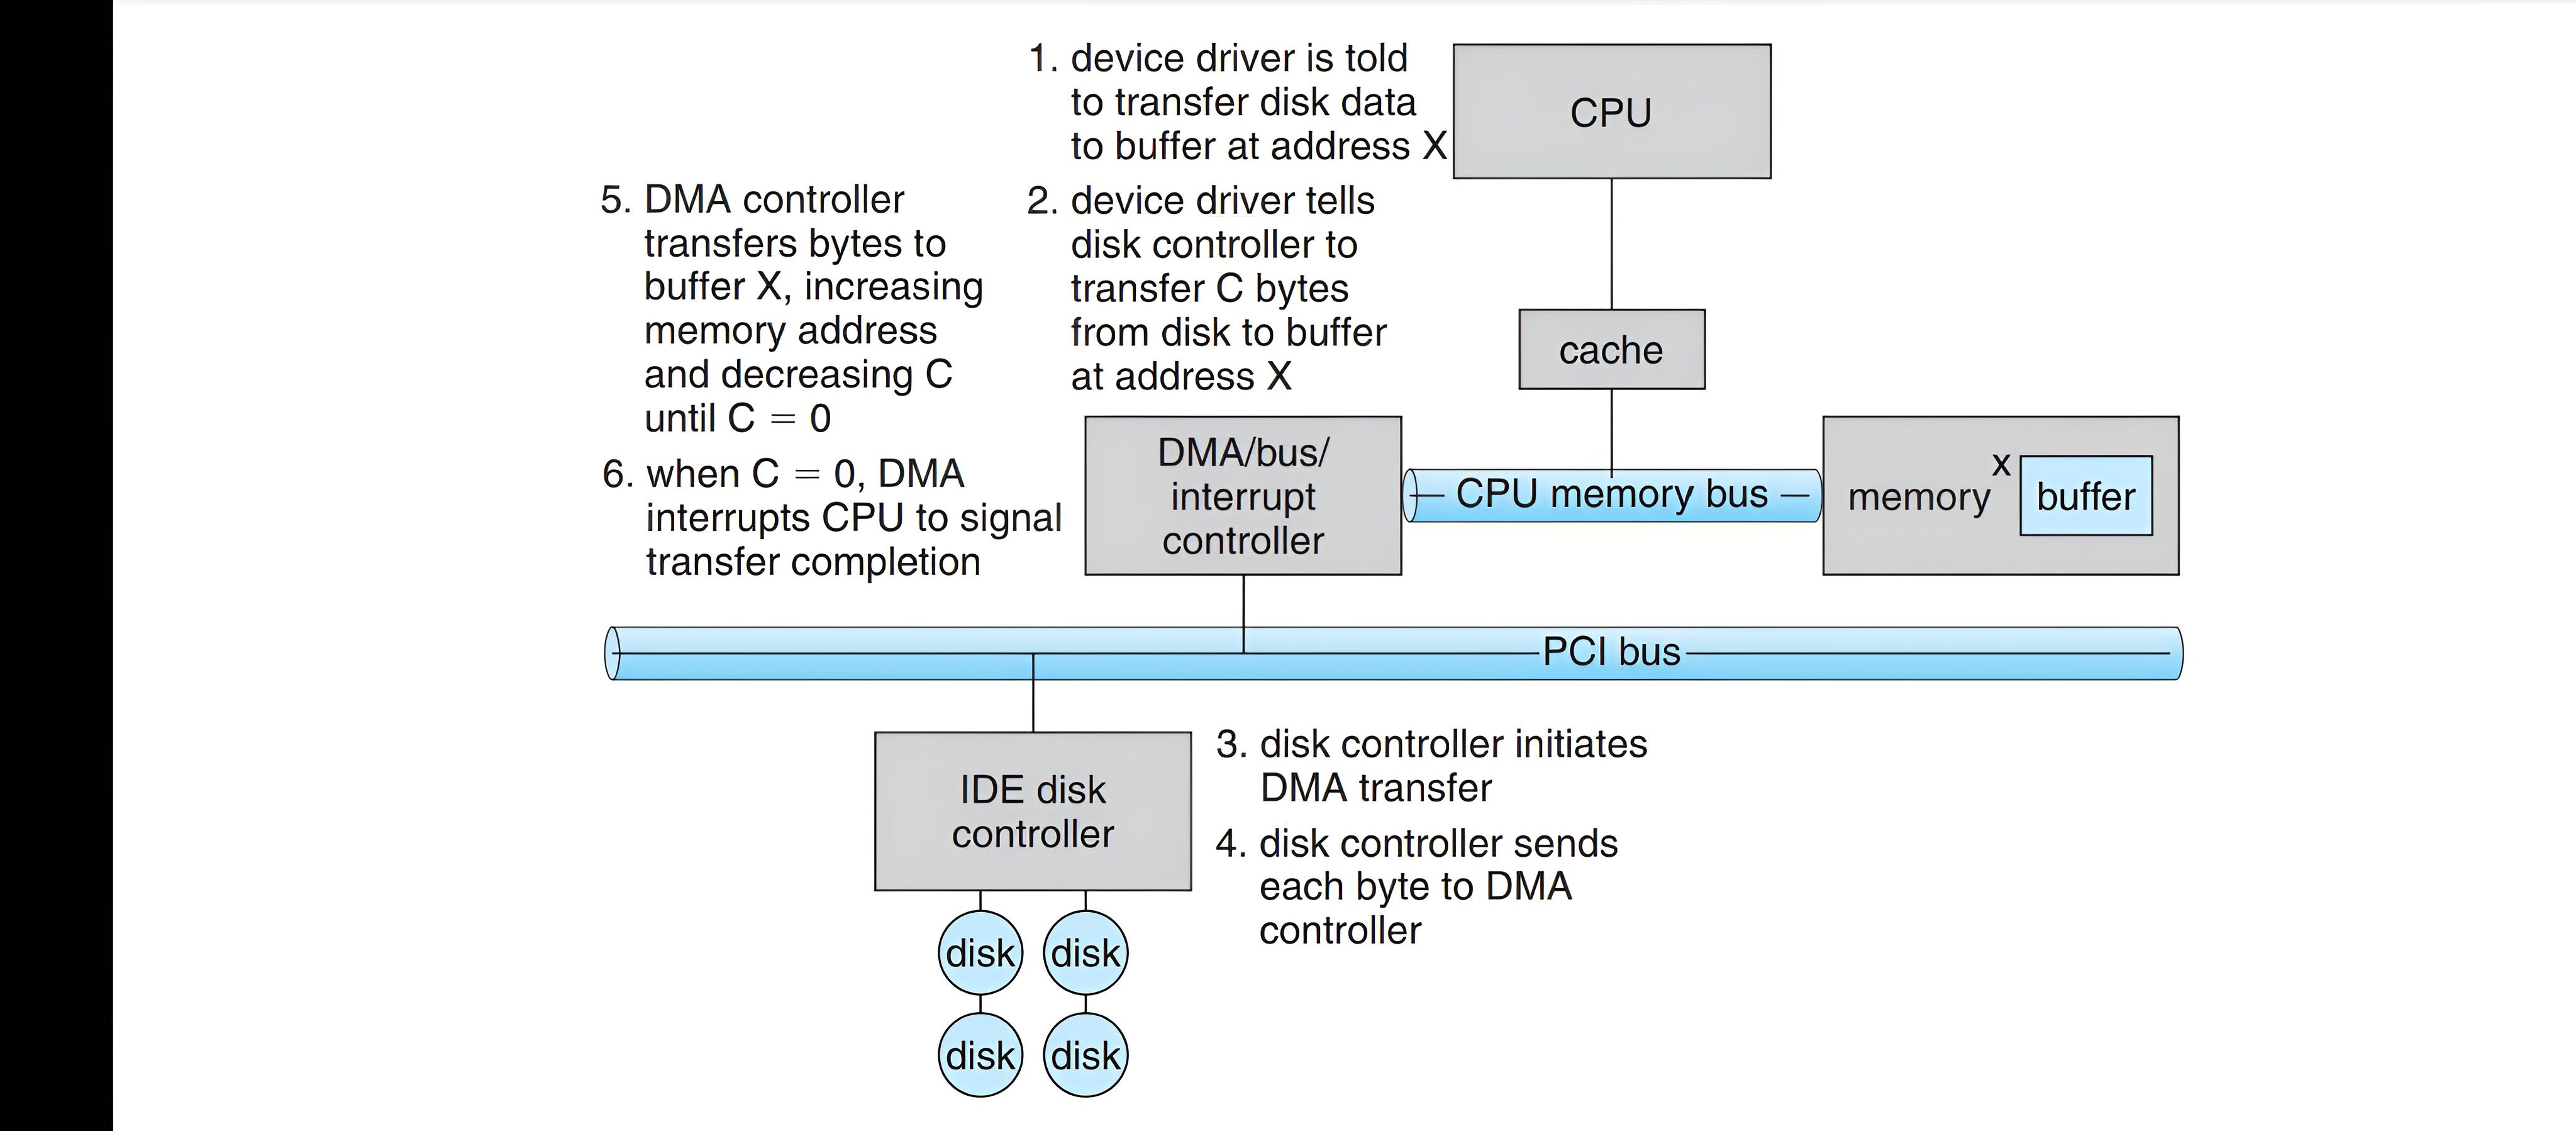 1. device driver is told
to transfer disk data
to buffer at address X
CPU
5. DMA controller
transfers bytes to
buffer X, increasing
memory address
and decreasing C
until C = 0
2. device driver tells
disk controller to
transfer C bytes
from disk to buffer
at address X
cache
6. when C = 0, DMA
interrupts CPU to signal
transfer completion
DMA/bus/
interrupt
controller
CPU memory bus
memory
x
buffer
PCI bus
IDE disk
controller
3. disk controller initiates
DMA transfer
4. disk controller sends
each byte to DMA
controller
disk
disk
disk
disk